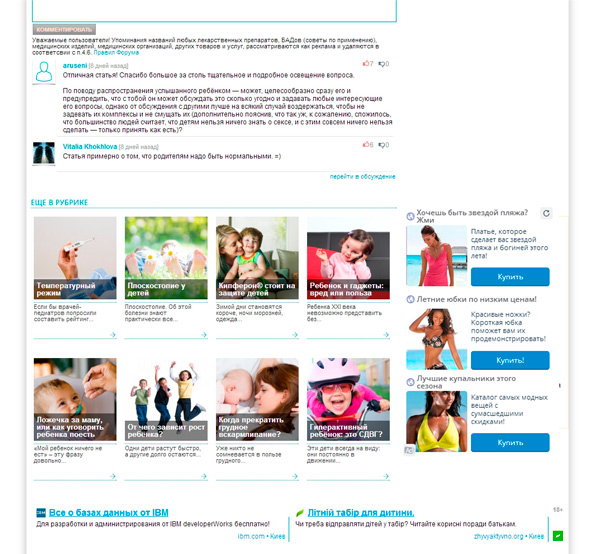 КОММЕНТИРОВАТЬ
Уважаемые пользователи! Упоминания названий любых лекарственных препаратов, БАДов (советы по применению),
медицинских изделий, медицинских организаций, других товаров и услуг, рассматриваются как реклама и удаляются в
соответствии с п.4.6. Правил Форума
aruseni [8 дней назад]
7 0
Отличная статья! Спасибо большое за столь тщательное и подробное освещение вопроса.
По поводу распространения услышанного ребёнком — может, целесообразно сразу его и
предупредить, что с тобой он может обсуждать это сколько угодно и задавать любые интересующие
его вопросы, однако от обсуждения с другими лучше на всякий случай воздержаться, чтобы не
задевать их комплексы и не смущать их (дополнительно пояснив, что так уж, к сожалению, сложилось,
что большинство людей считает, что детям нельзя ничего знать о сексе, и с этим совсем ничего нельзя
сделать — только принять как есть)?
Vitalia Khokhlova [8 дней назад]
6 0
Статья примерно о том, что родителям надо быть нормальными. =)
перейти в обсуждение
ЕЩЕ В РУБРИКЕ
Температурный
режим
Если бы врачей-
педиатров попросили
составить рейтинг...
Плоскостопие у
детей
Плоскостопие. Об этой
болезни знают
практически все...
Кипферон® стоит на
защите детей
Зимой дни становятся
короче, ночи морозней,
одежда...
Ребенок и гаджеты:
вред или польза
Ребенка XXI века
невозможно представить
без...
Ложечка за маму,
или как уговорить
ребенка поесть
«Мой ребенок ничего не
ест» – эту фразу
довольно...
От чего зависит рост
ребенка?
Одни дети растут быстро,
а другие долго остаются...
Когда прекратить
грудное
вскармливание?
Уже никто не
сомневается в пользе
грудного...
Гиперактивный
ребёнок: это СДВГ?
Эти дети всегда на виду:
они постоянно в
движении...
Хочешь быть звездой пляжа?
Жми
Платье, которое
сделает вас звездой
пляжа и богиней этого
лета!
Купить
Летние юбки по низким ценам!
Красивые ножки?
Короткая юбка
поможет вам их
продемонстрировать!
Купить!
Лучшие купальники этого
сезона
Каталог самых модных
вещей с
сумасшедшими
скидками!
Купить
Все о базах данных от IBM
Для разработки и администрирования от IBM developerWorks бесплатно!
ibm.com • Киев
Літній табір для дитини.
Чи треба відправляти дітей у табір? Читайте корисні поради батькам.
zhyvyaktyvno.org • Киев
18+